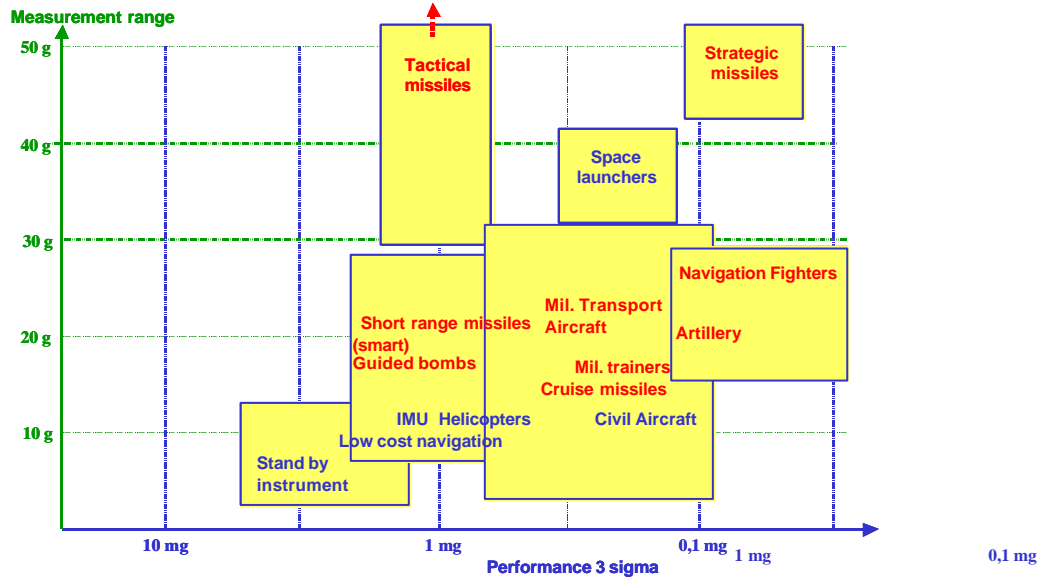 Measurement range
50 g
Tactical
missiles
Strategic
missiles
40 g
Space
launchers
30 g
Navigation Fighters
Mil. Transport
Aircraft
20 g
Short range missiles
(smart)
Guided bombs
Artillery
Mil. trainers
Cruise missiles
10 g
IMU Helicopters
Low cost navigation
Civil Aircraft
Stand by
instrument
10 mg
1 mg
0,1 mg
1 mg
0,1 mg
Performance 3 sigma